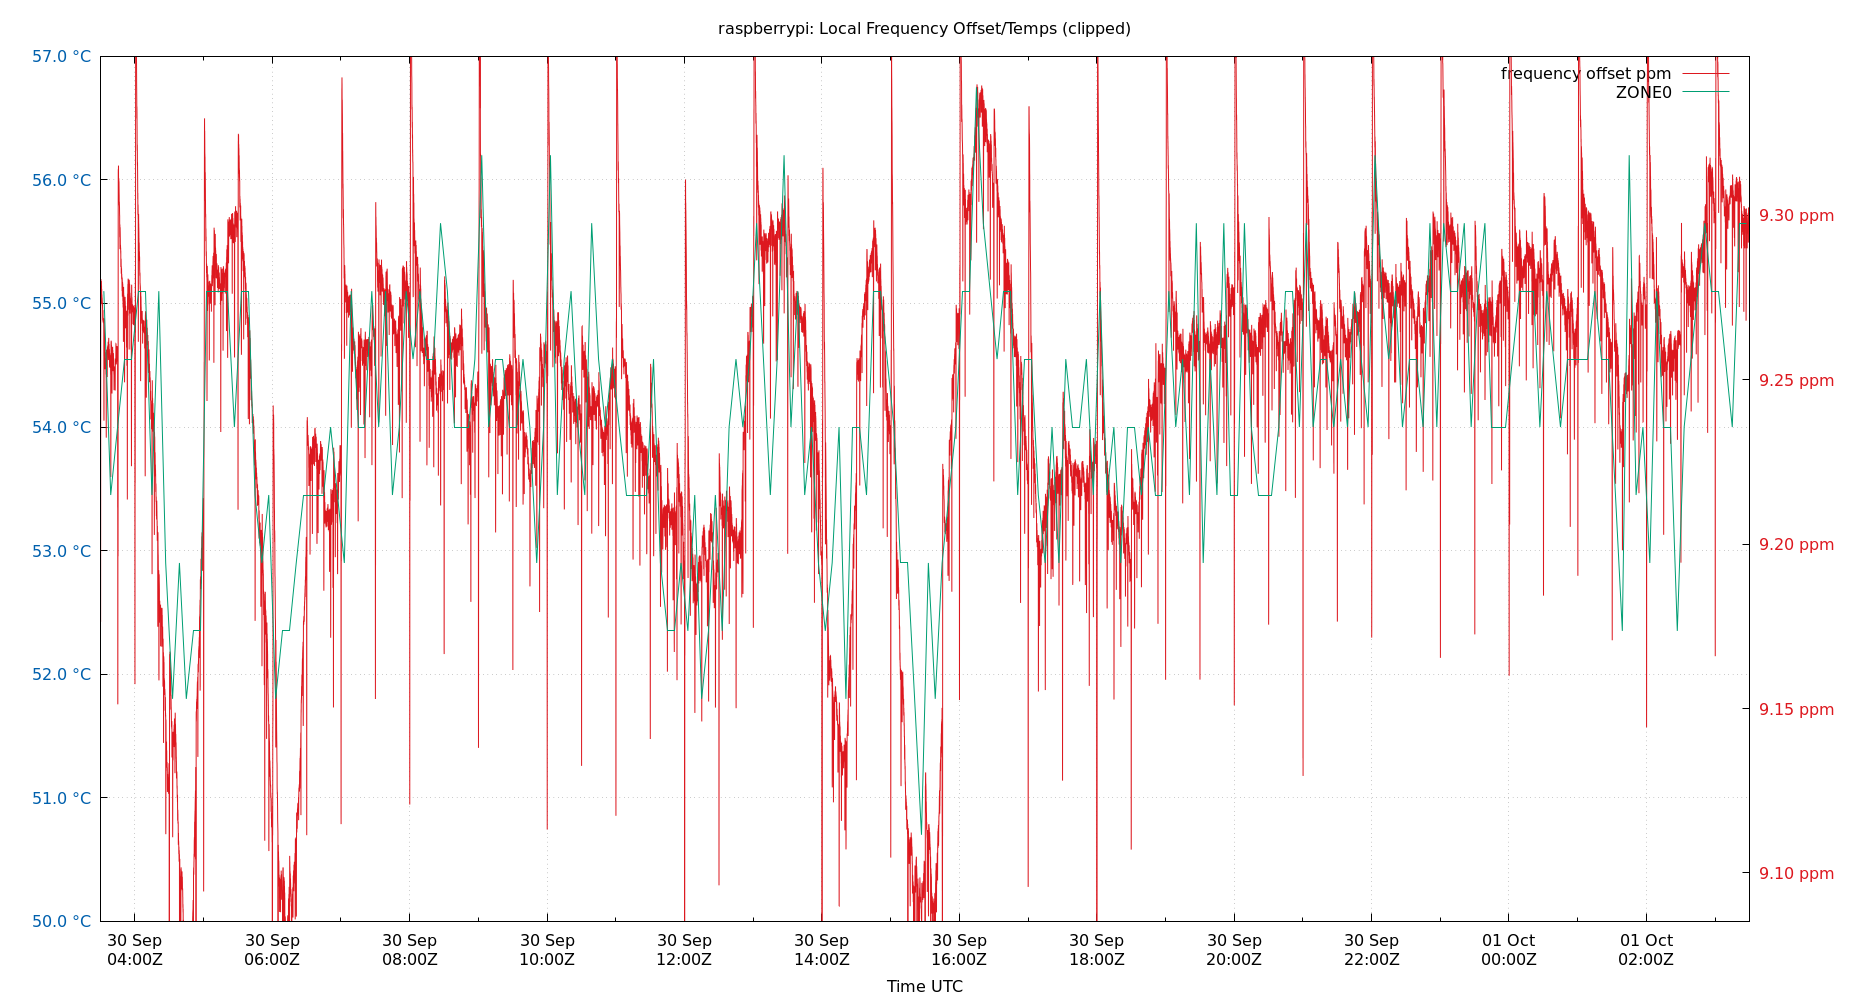 raspberrypi: Local Frequency Offset/Temps (clipped)
57.0 °C
56.0 °C
55.0 °C
54.0 °C
53.0 °C
52.0 °C
51.0 °C
50.0 °C
frequency offset ppm
ZONE0
9.30 ppm
9.25 ppm
9.20 ppm
9.15 ppm
9.10 ppm
30 Sep 30 Sep 30 Sep 30 Sep 30 Sep 30 Sep 30 Sep 30 Sep 30 Sep 30 Sep 01 Oct 01 Oct
04:00Z 06:00Z 08:00Z 10:00Z 12:00Z 14:00Z 16:00Z 18:00Z 20:00Z 22:00Z 00:00Z 02:00Z
Time UTC